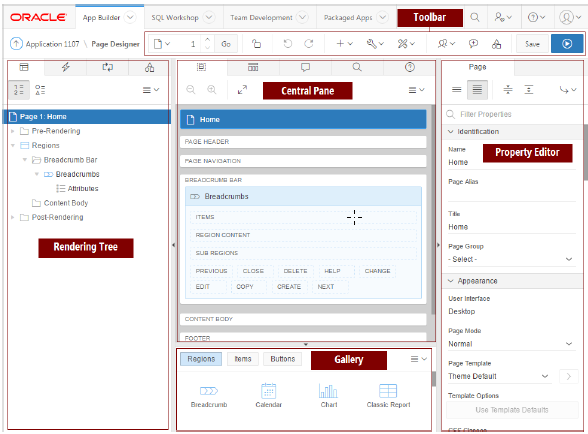 ORACLE
App Builder
SQL Workshop
Team Development
Packaged Apps
Toolbar
Application 1107 \ Page Designer
1
Go
Save
Page 1: Home
Pre-Rendering
Regions
Breadcrumb Bar
Breadcrumbs
Attributes
Content Body
Post-Rendering
Rendering Tree
Central Pane
Home
PAGE HEADER
PAGE NAVIGATION
BREADCRUMB BAR
Breadcrumbs
ITEMS
REGION CONTENT
SUB REGIONS
PREVIOUS CLOSE DELETE HELP CHANGE
EDIT COPY CREATE NEXT
CONTENT BODY
FOOTER
Regions Items Buttons
Gallery
Breadcrumb Calendar Chart Classic Report
Page
Filter Properties
Identification
Name
Property Editor
Home
Page Alias
Title
Home
Page Group
- Select -
Appearance
User Interface
Desktop
Page Mode
Normal
Page Template
Theme Default
Template Options
Use Template Defaults
CSS Classes